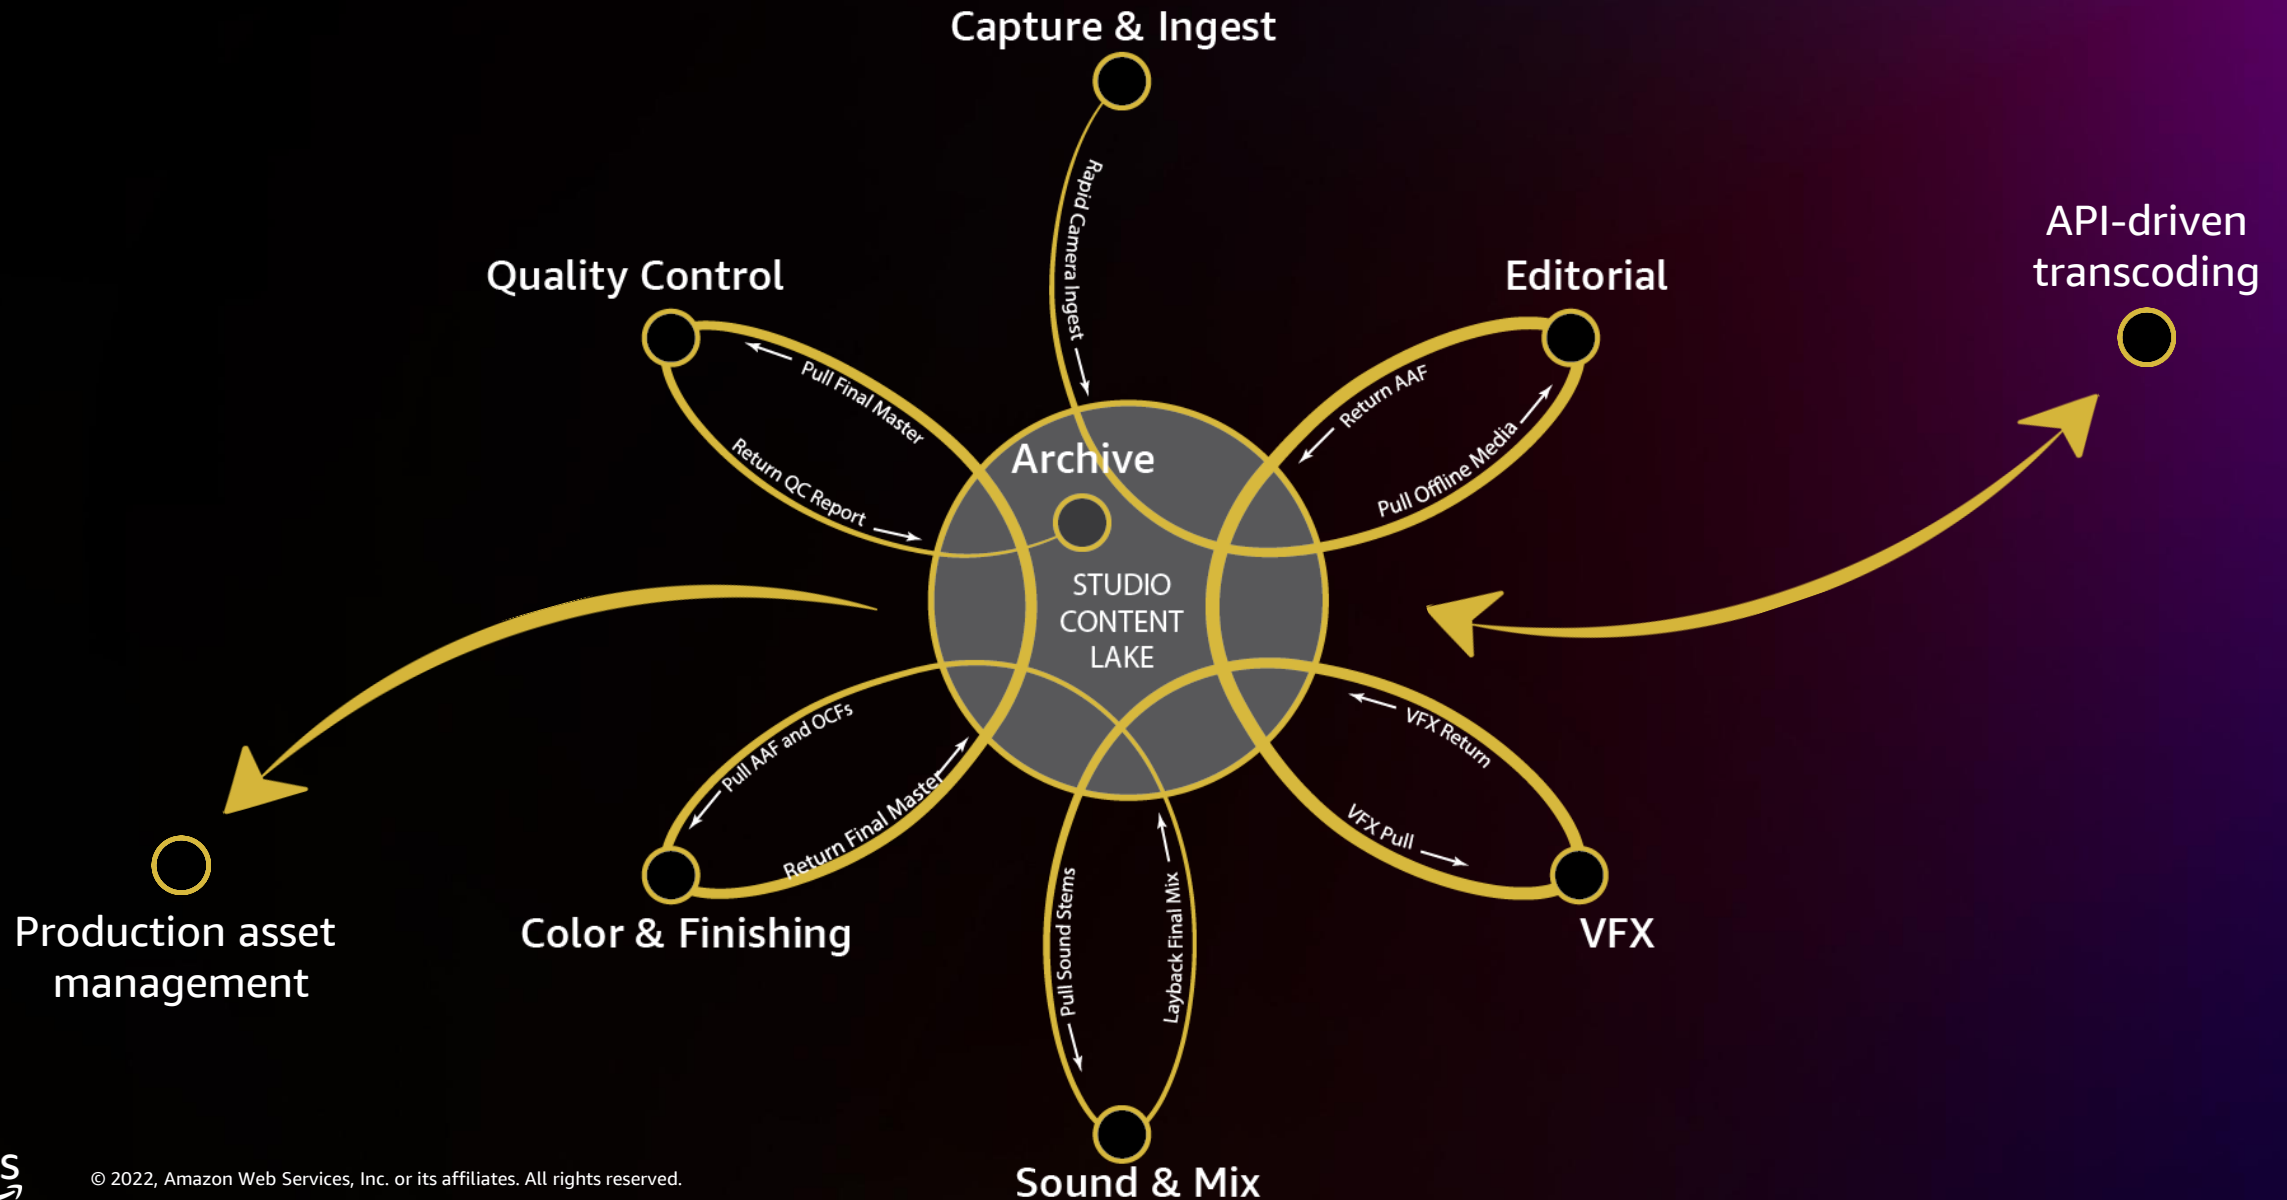 Capture & Ingest
Rapid Camera Ingest
API-driven
transcoding
Quality Control
Editorial
Pull Final Master
Return QC Report
Return AAF
Pull Offline Media
Archive
STUDIO
CONTENT
LAKE
Pull AAF and OCFs
Return Final Master
VFX Return
VFX Pull
Pull Sound Stems
Layback Final Mix
Production asset
management
Color & Finishing
VFX
Sound & Mix
S
© 2022, Amazon Web Services, Inc. or its affiliates. All rights reserved.